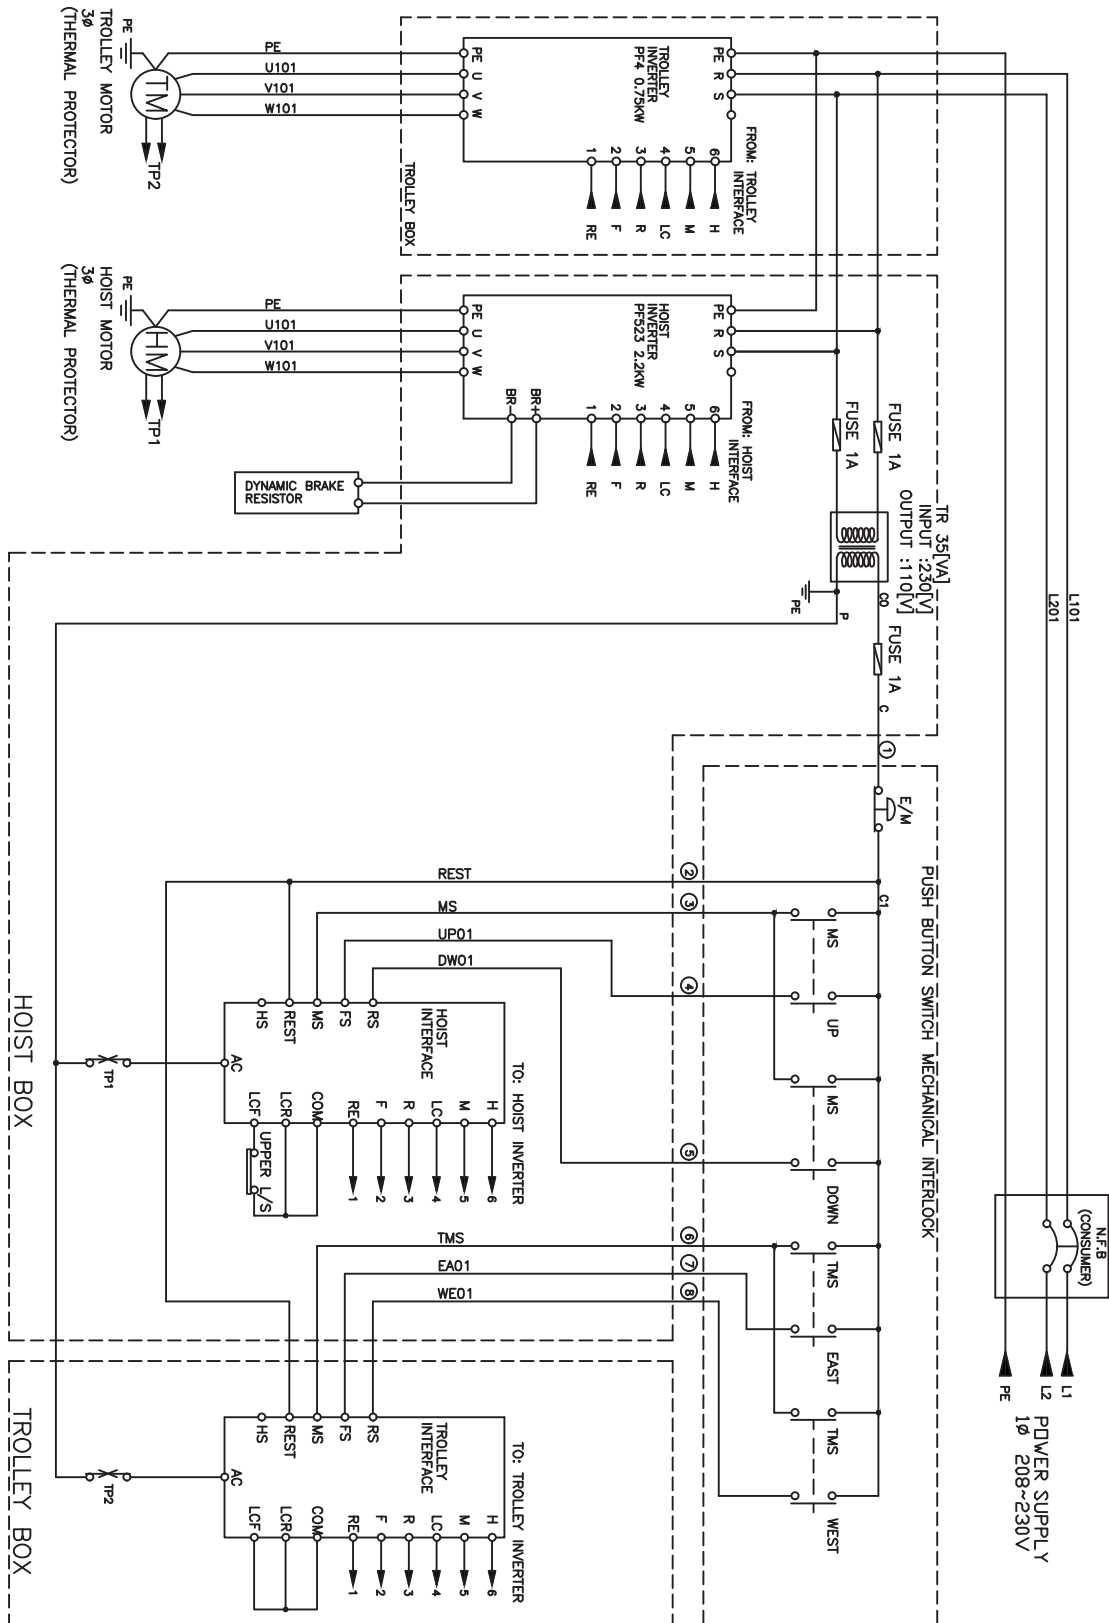 POWER SUPPLY
1Ø 208~230V
L1
L2
PE
N.F.B
(CONSUMER)
L101
L201
PUSH BUTTON SWITCH MECHANICAL INTERLOCK
E/M
C1
MS
UP
MS
DOWN
TMS
EAST
TMS
WEST
1
2
3
4
5
6
7
8
TR 35[VA]
INPUT :230[V]
OUTPUT :110[V]
FUSE 1A
FUSE 1A
FUSE 1A
CO
C
P
PE
TROLLEY
INVERTER
PF4 0.75KW
PE
R
S
PE
U
V
W
FROM: TROLLEY
INTERFACE
6
5
4
3
2
1
H
M
LC
R
F
RE
TROLLEY BOX
PE
U101
V101
W101
PE
TM
TP2
TROLLEY MOTOR
3Ø
(THERMAL PROTECTOR)
HOIST
INVERTER
PF523 2.2KW
PE
R
S
PE
U
V
W
FROM: HOIST
INTERFACE
6
5
4
3
2
1
H
M
LC
R
F
RE
BR+
BR-
DYNAMIC BRAKE
RESISTOR
PE
U101
V101
W101
PE
HM
TP1
HOIST MOTOR
3Ø
(THERMAL PROTECTOR)
REST
MS
UP01
DW01
TMS
EA01
WE01
HOIST
INTERFACE
RS
FS
MS
REST
HS
AC
TP1
TO: HOIST INVERTER
H
M
LC
R
F
RE
COM
LCR
LCF
6
5
4
3
2
1
UPPER L/S
HOIST BOX
TROLLEY
INTERFACE
RS
FS
MS
REST
HS
AC
TP2
TO: TROLLEY INVERTER
H
M
LC
R
F
RE
COM
LCR
LCF
6
5
4
3
2
1
TROLLEY BOX